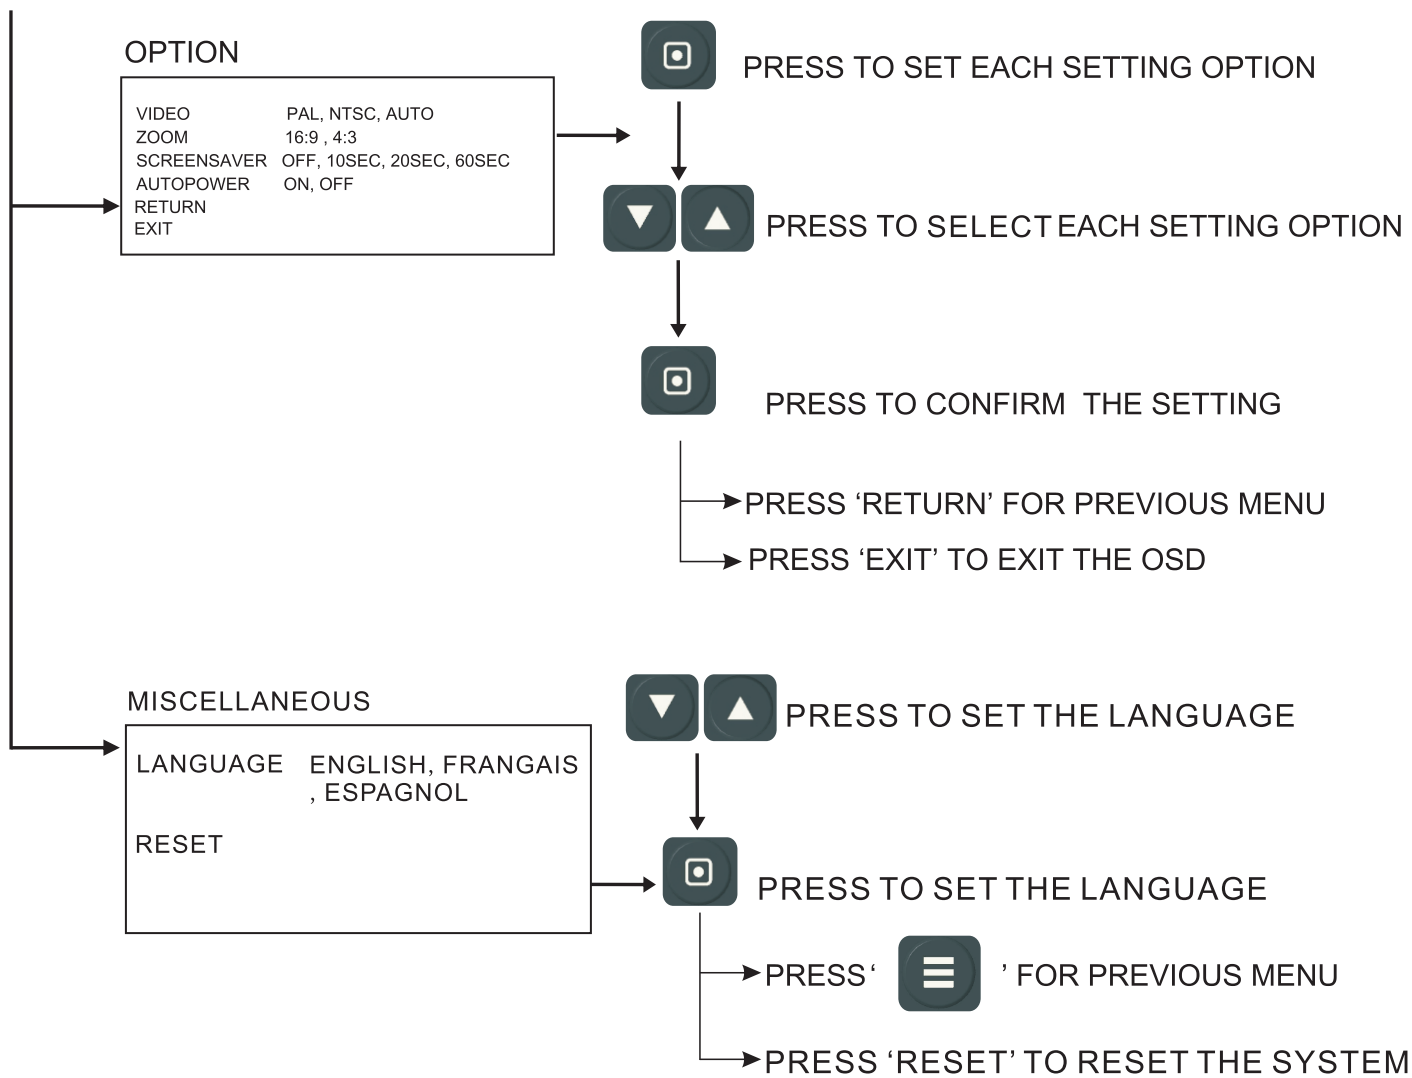 OPTION
VIDEO PAL, NTSC, AUTO
ZOOM 16:9 , 4:3
SCREENSAVER OFF, 10SEC, 20SEC, 60SEC
AUTOPOWER ON, OFF
RETURN
EXIT
PRESS TO SET EACH SETTING OPTION
PRESS TO SELECT EACH SETTING OPTION
PRESS TO CONFIRM THE SETTING
PRESS ‘RETURN’ FOR PREVIOUS MENU
PRESS ‘EXIT’ TO EXIT THE OSD
MISCELLANEOUS
LANGUAGE ENGLISH, FRANGAIS
, ESPAGNOL
RESET
PRESS TO SET THE LANGUAGE
PRESS TO SET THE LANGUAGE
PRESS ‘ ’ FOR PREVIOUS MENU
PRESS ‘RESET’ TO RESET THE SYSTEM